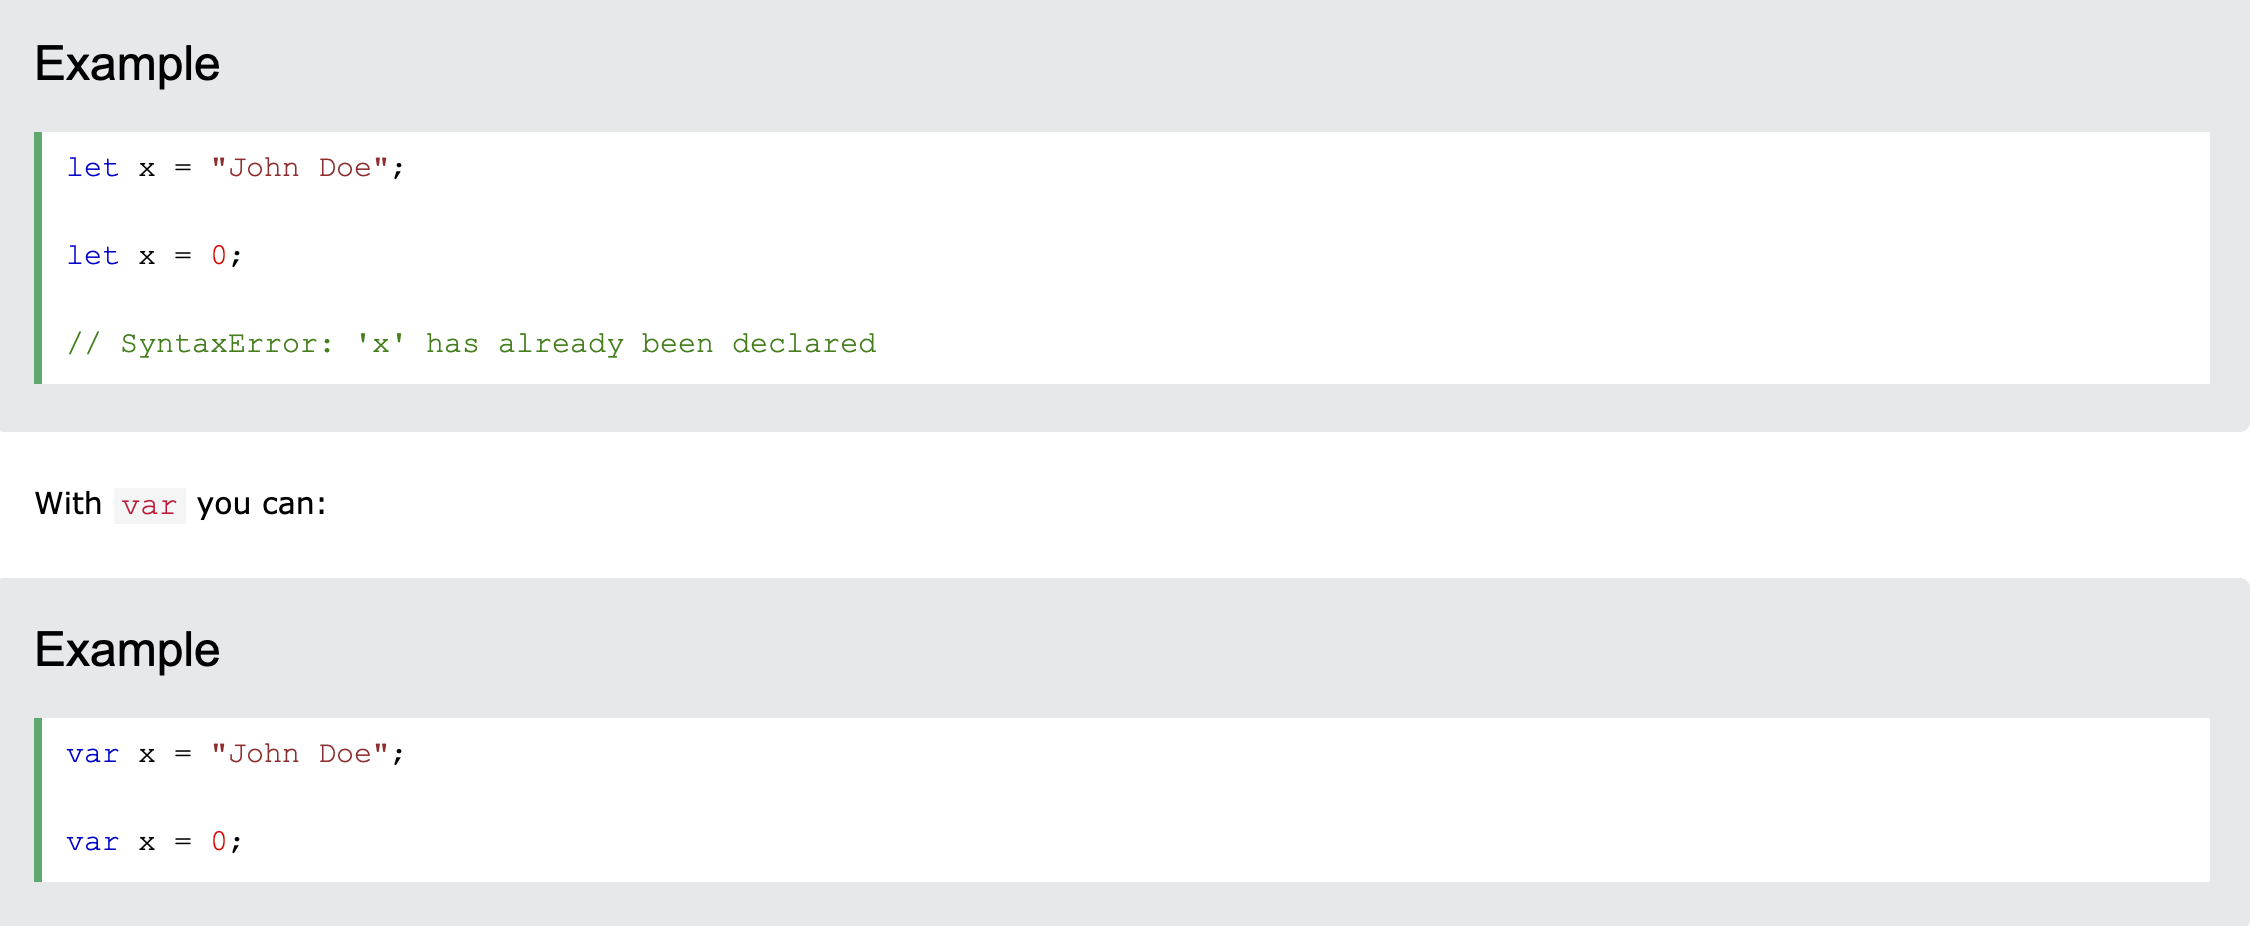 Example
let x = "John Doe";
let x = 0;
// SyntaxError: 'x' has already been declared
With var you can:
Example
var x = "John Doe";
var x = 0;